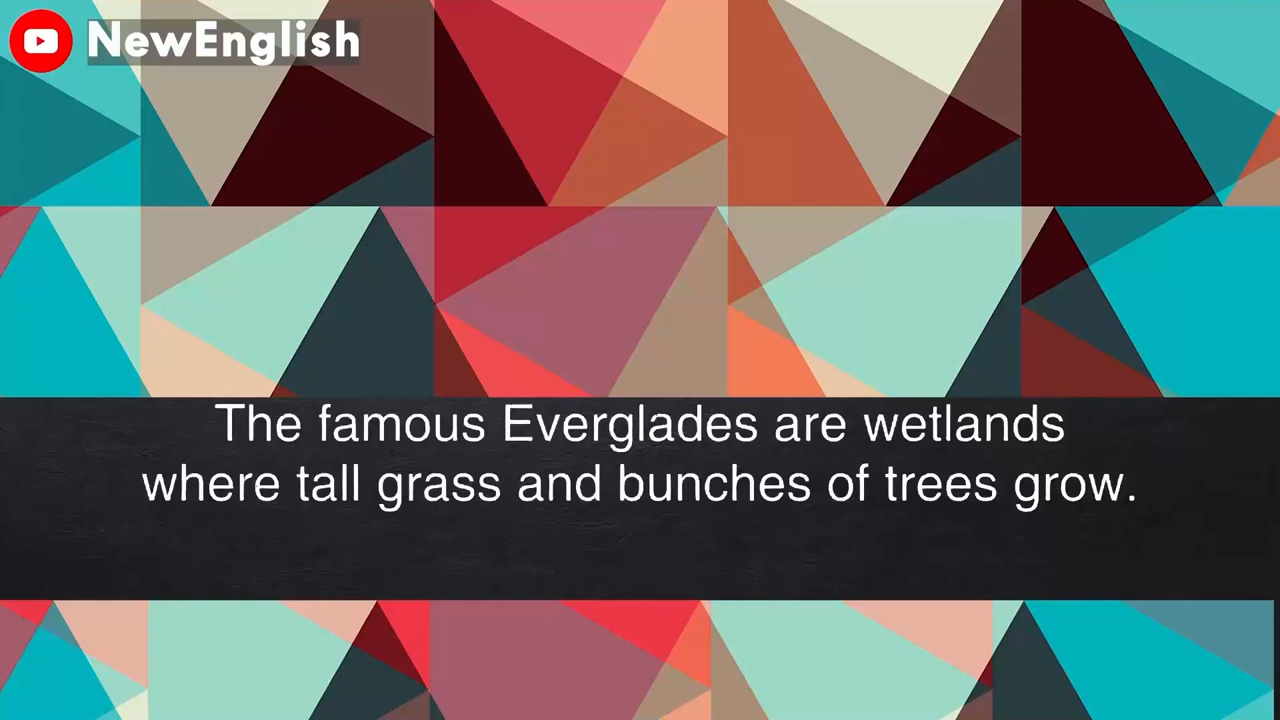 NewEnglish
The famous Everglades are wetlands
where tall grass and bunches of trees grow.